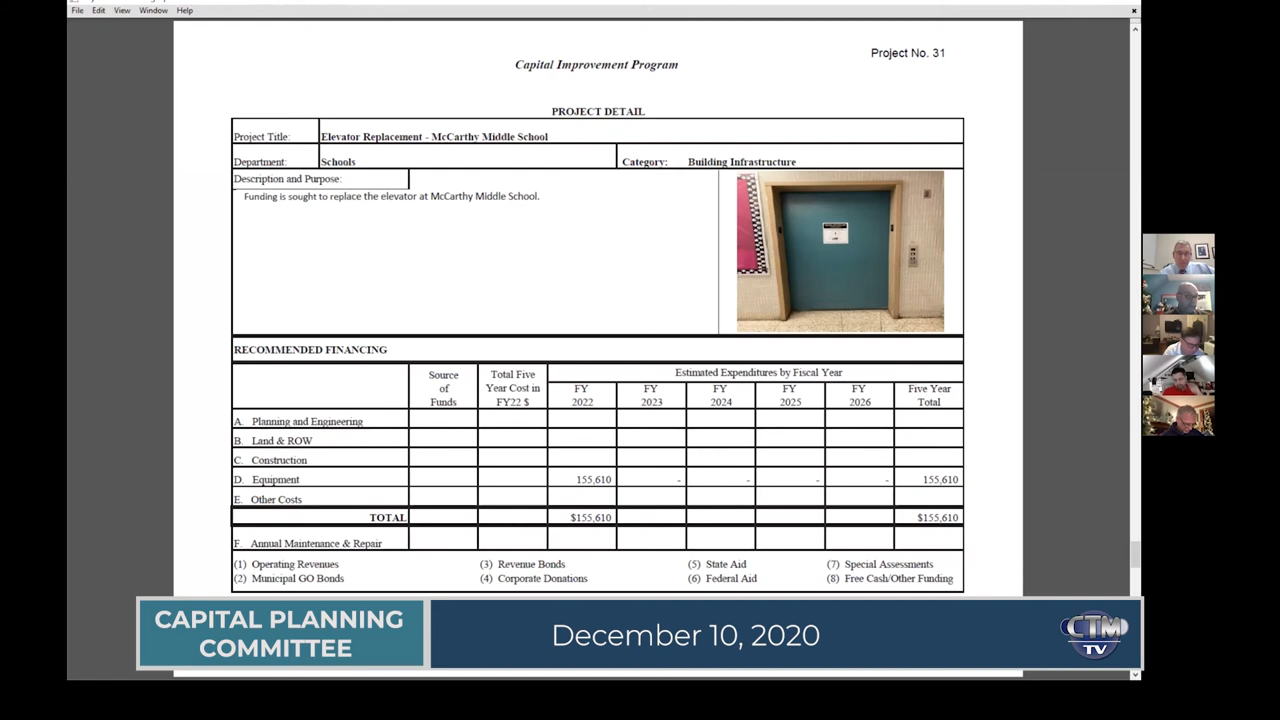 File Edit View Window Help
Project No. 31
Capital Improvement Program
PROJECT DETAIL
Project Title: Elevator Replacement - McCarthy Middle School
Department: Schools Category: Building Infrastructure
Description and Purpose:
Funding is sought to replace the elevator at McCarthy Middle School.
RECOMMENDED FINANCING
Source of Funds Total Five Year Cost in FY22 $ Estimated Expenditures by Fiscal Year
FY 2022 FY 2023 FY 2024 FY 2025 FY 2026 Five Year Total
A. Planning and Engineering
B. Land & ROW
C. Construction
D. Equipment 155,610 - - - - 155,610
E. Other Costs
TOTAL $155,610 $155,610
F. Annual Maintenance & Repair
(1) Operating Revenues (3) Revenue Bonds (5) State Aid (7) Special Assessments
(2) Municipal GO Bonds (4) Corporate Donations (6) Federal Aid (8) Free Cash/Other Funding
CAPITAL PLANNING
COMMITTEE
December 10, 2020
CTM
TV